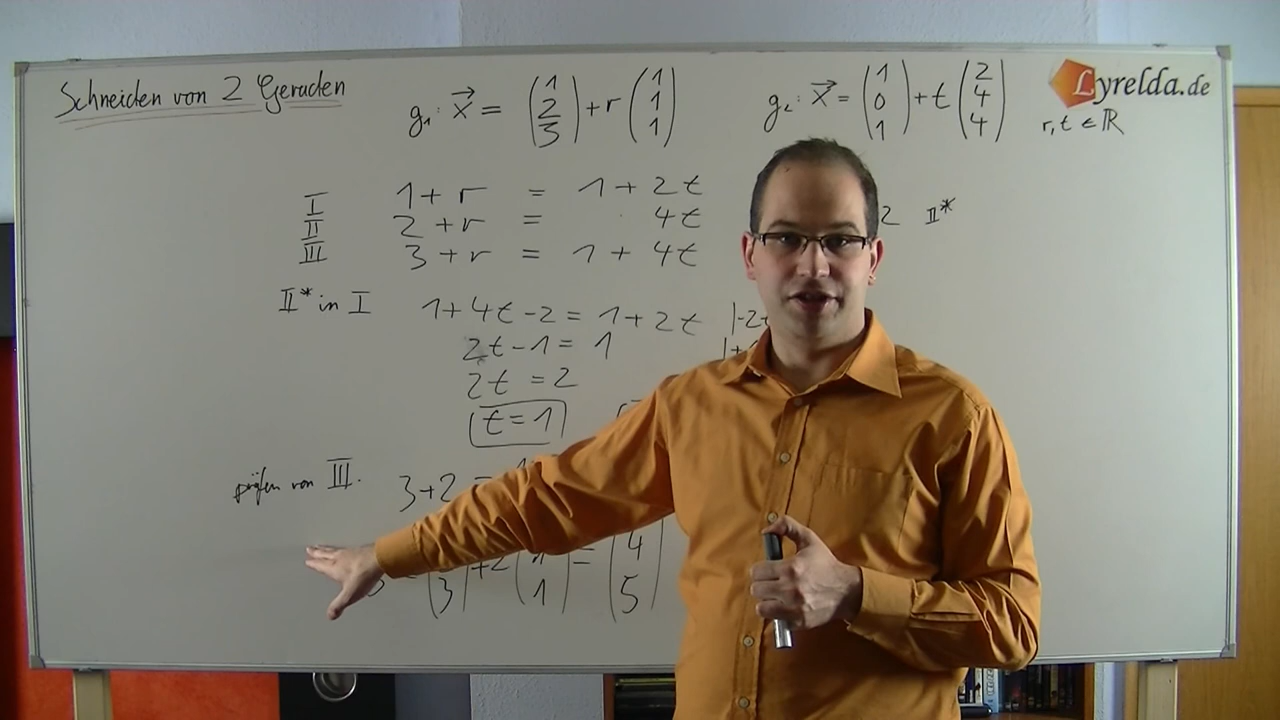 Schneiden von 2 Geraden
g₁: x⃗ = (1 2 3) + r (1 1 1)
g₂: x⃗ = (1 0 1) + t (2 4 4)
Lyrelda.de
r, t ∈ ℝ
I 1 + r = 1 + 2t
II 2 + r = 4t
2 II*
III 3 + r = 1 + 4t
II* in I 1 + 4t - 2 = 1 + 2t |-2t
2t - 1 = 1 |+
2t = 2
t = 1
prüfen von III. 3 + 2 =
3 + 2 1 = 4
1 5